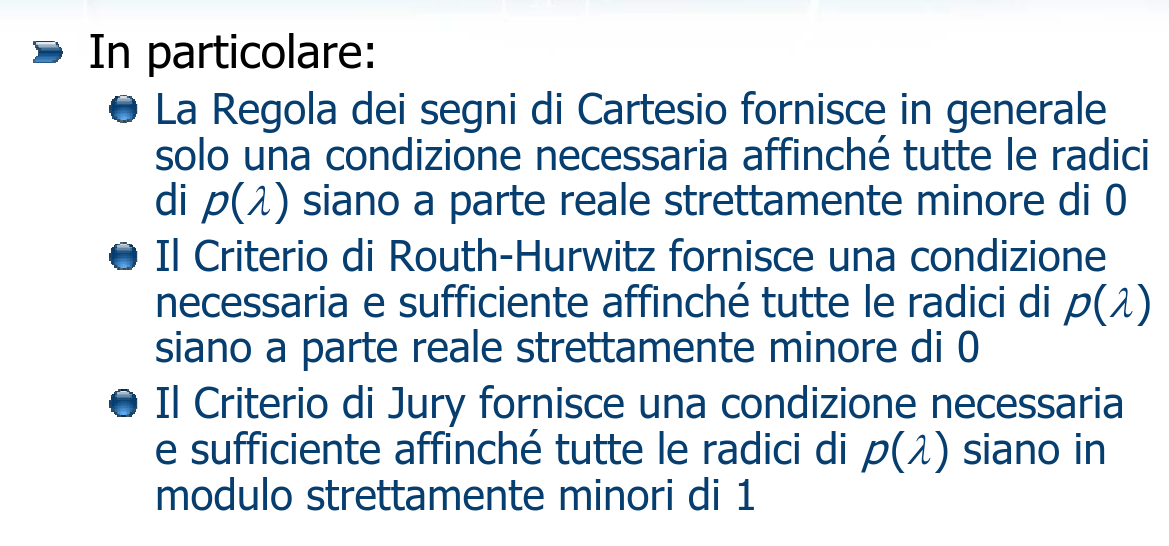 In particolare:
La Regola dei segni di Cartesio fornisce in generale
solo una condizione necessaria affinché tutte le radici
di p(λ) siano a parte reale strettamente minore di 0
Il Criterio di Routh-Hurwitz fornisce una condizione
necessaria e sufficiente affinché tutte le radici di p(λ)
siano a parte reale strettamente minore di 0
Il Criterio di Jury fornisce una condizione necessaria
e sufficiente affinché tutte le radici di p(λ) siano in
modulo strettamente minori di 1